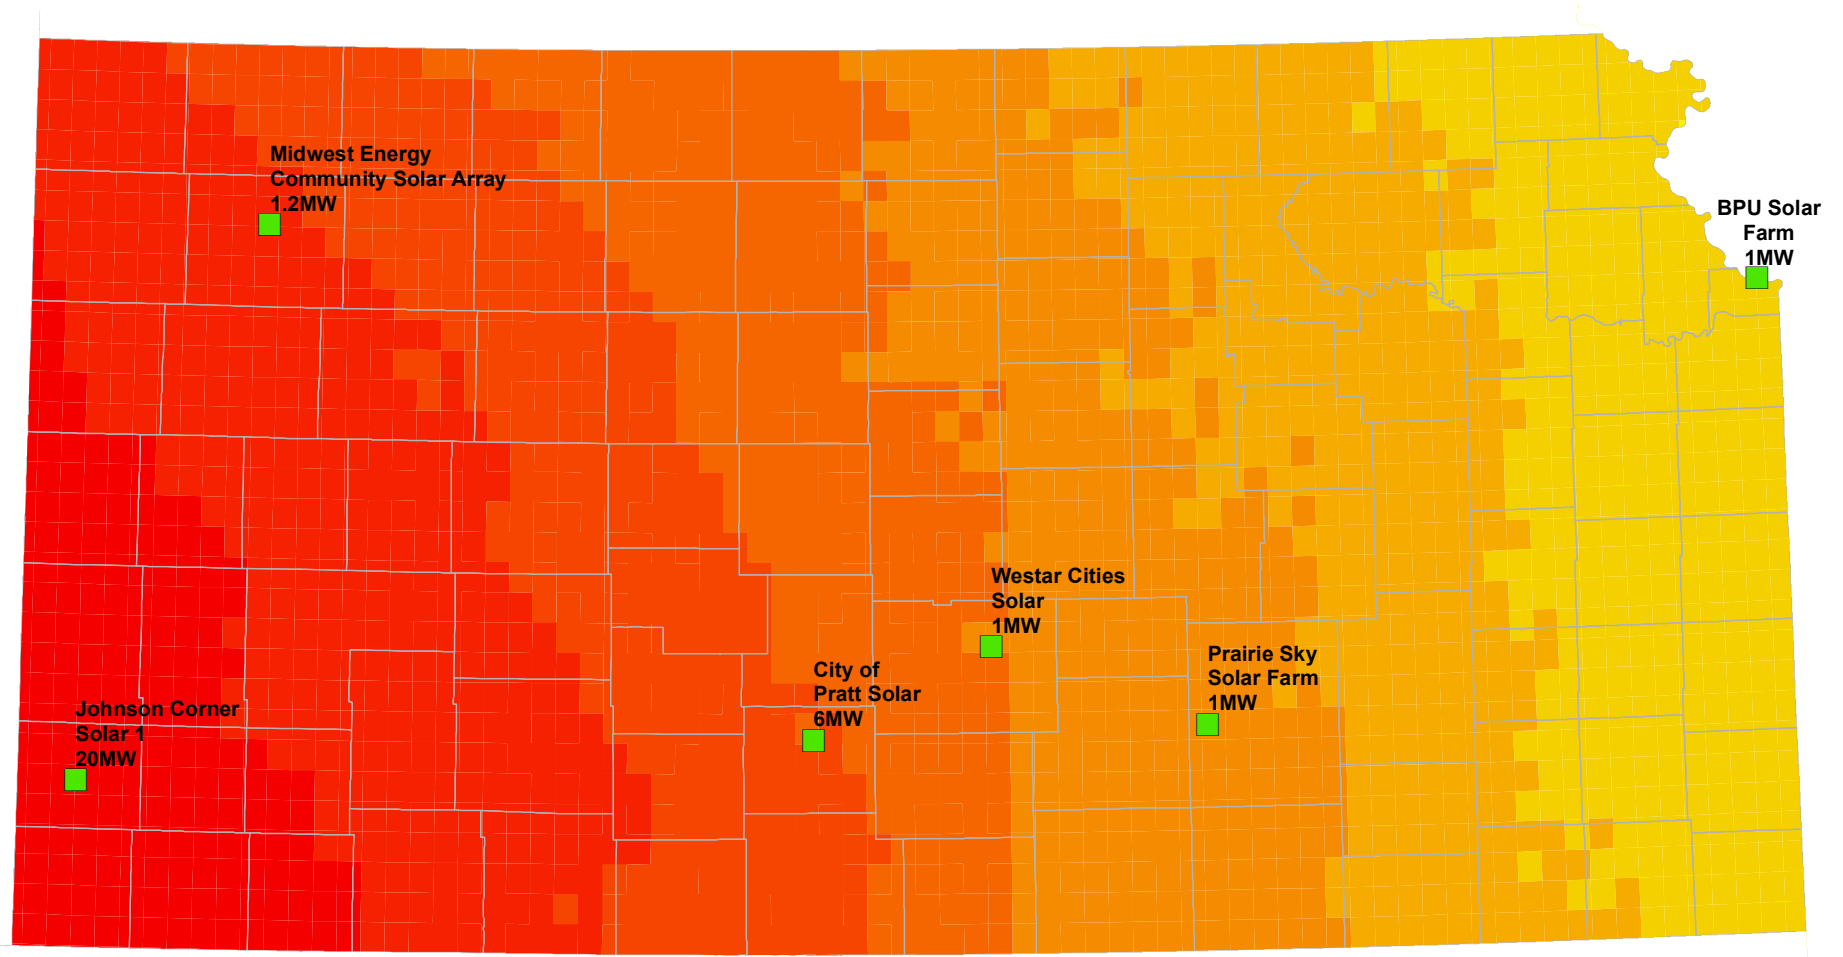 Midwest Energy
Community Solar Array
1.2MW
BPU Solar
Farm
1MW
Westar Cities
Solar
1MW
Prairie Sky
Solar Farm
1MW
City of
Pratt Solar
6MW
Johnson Corner
Solar 1
20MW